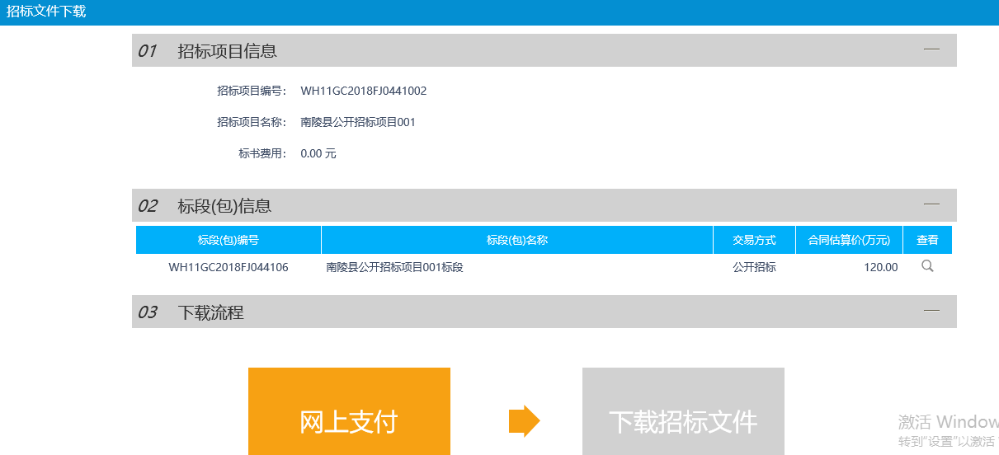 招标文件下载
01 招标项目信息
招标项目编号： WH11GC2018FJ0441002
招标项目名称： 南陵县公开招标项目001
标书费用： 0.00 元
02 标段(包)信息
标段(包)编号 标段(包)名称 交易方式 合同估算价(万元) 查看
WH11GC2018FJ044106 南陵县公开招标项目001标段 公开招标 120.00
03 下载流程
网上支付 下载招标文件
激活 Window
转到"设置"以激活